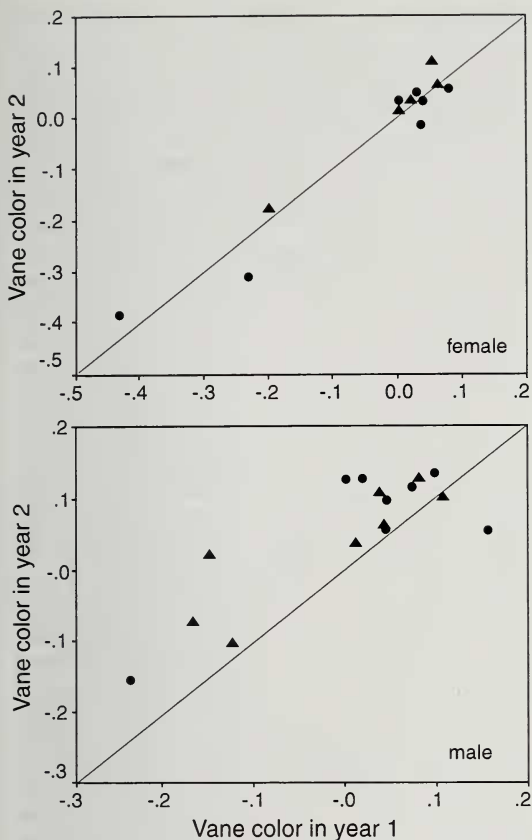 .2
.1
0.0
-.1
-.2
-.3
-.4
-.5
Vane color in year 2
female
-.5 -.4 -.3 -.2 -.1 0.0 .1 .2
.2
.1
-.0
-.1
-.2
-.3
Vane color in year 2
male
-.3 -.2 -.1 -.0 0.1 0.2
Vane color in year 1